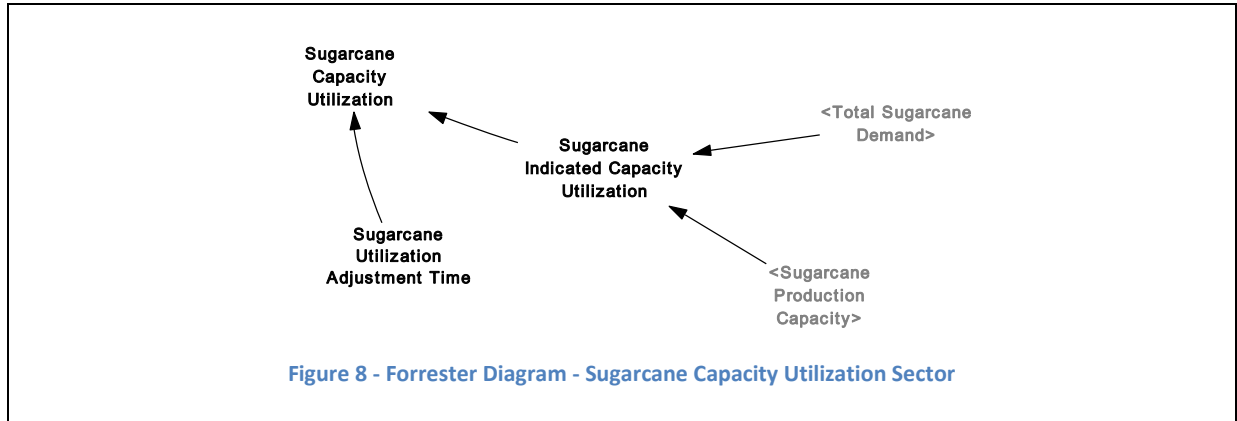 Sugarcane
Capacity
Utilization
<Total Sugarcane
Demand>
Sugarcane
Indicated Capacity
Utilization
Sugarcane
Utilization
Adjustment Time
<Sugarcane
Production
Capacity>
Figure 8 - Forrester Diagram - Sugarcane Capacity Utilization Sector